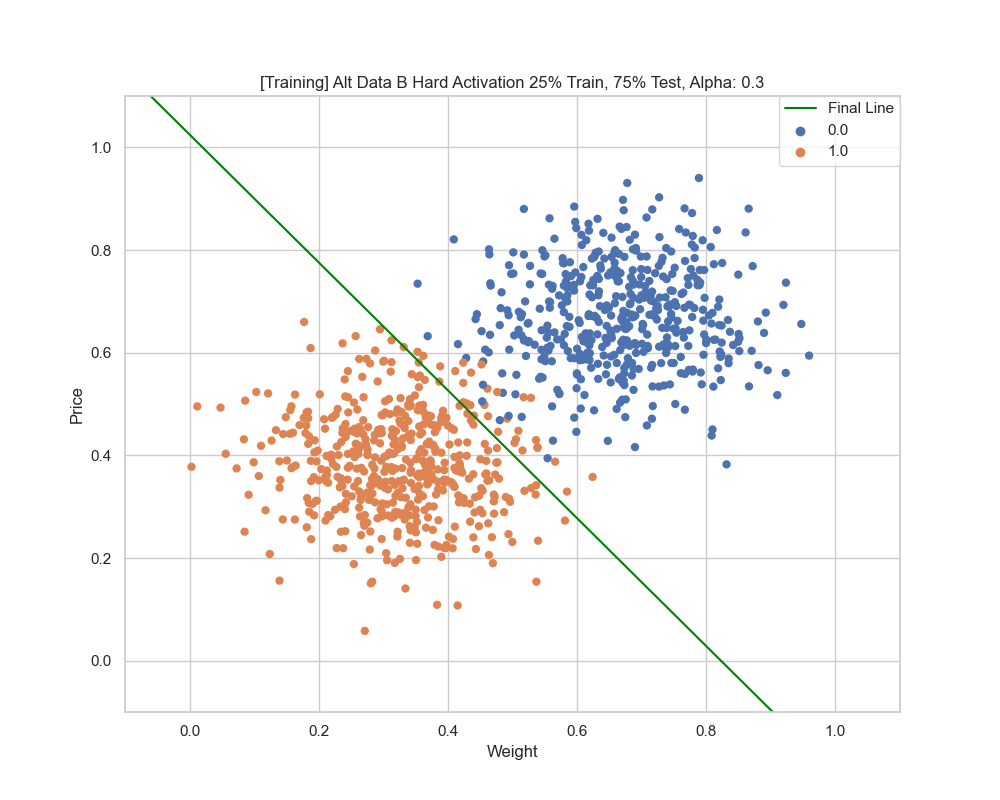 [Training] Alt Data B Hard Activation 25% Train, 75% Test, Alpha: 0.3
Final Line
0.0
1.0
1.0
0.8
0.6
0.4
0.2
0.0
Price
0.0 0.2 0.4 0.6 0.8 1.0
Weight